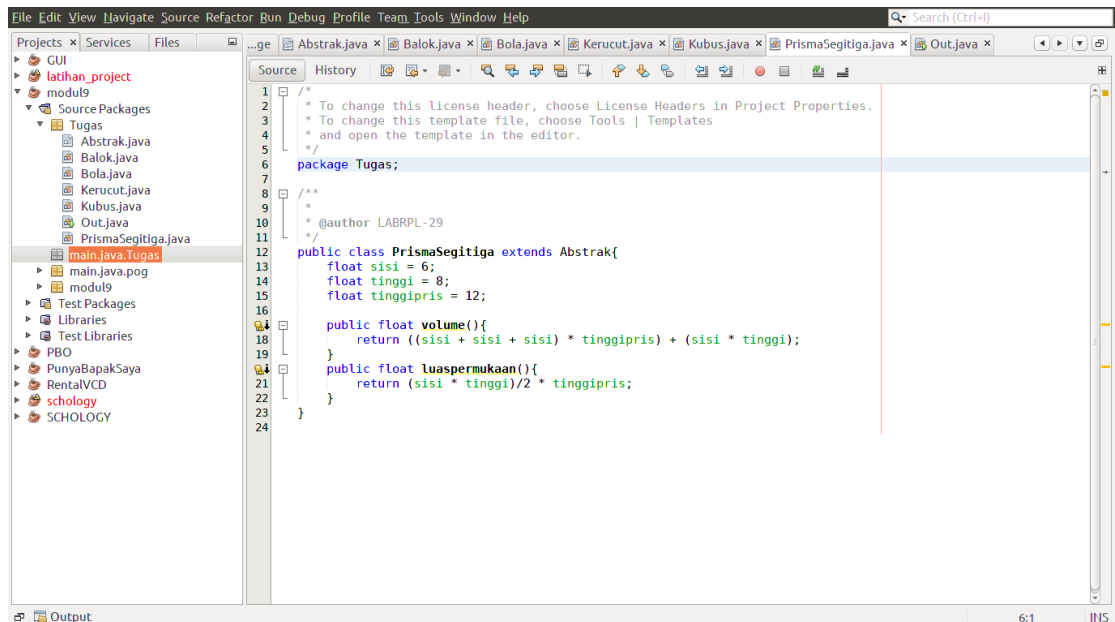 File Edit View Navigate Source Refactor Run Debug Profile Team Tools Window Help
Search (Ctrl+I)
Projects × Services Files
...ge Abstrak.java × Balok.java × Bola.java × Kerucut.java × Kubus.java × PrismaSegitiga.java × Out.java ×
Source History
GUI
latihan_project
modul9
Source Packages
Tugas
Abstrak.java
Balok.java
Bola.java
Kerucut.java
Kubus.java
Out.java
PrismaSegitiga.java
main.java.Tugas
main.java.pog
modul9
Test Packages
Libraries
Test Libraries
PBO
PunyaBapakSaya
RentalVCD
schology
SCHOLOGY
1 /*
2 * To change this license header, choose License Headers in Project Properties.
3 * To change this template file, choose Tools | Templates
4 * and open the template in the editor.
5 */
6 package Tugas;
7
8 /**
9 *
10 * @author LABRPL-29
11 */
12 public class PrismaSegitiga extends Abstrak{
13 float sisi = 6;
14 float tinggi = 8;
15 float tinggipris = 12;
16
public float volume(){
18 return ((sisi + sisi + sisi) * tinggipris) + (sisi * tinggi);
19 }
public float luaspermukaan(){
21 return (sisi * tinggi)/2 * tinggipris;
22 }
23 }
24
Output
6:1 INS